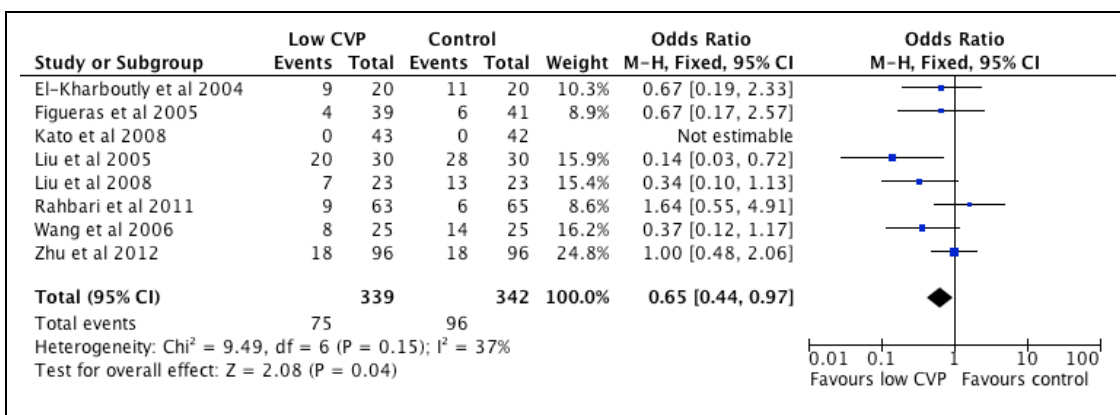 Low CVP Control Odds Ratio Odds Ratio
Study or Subgroup Events Total Events Total Weight M-H, Fixed, 95% CI M-H, Fixed, 95% CI
El-Kharboutly et al 2004 9 20 11 20 10.3% 0.67 [0.19, 2.33]
Figueras et al 2005 4 39 6 41 8.9% 0.67 [0.17, 2.57]
Kato et al 2008 0 43 0 42 Not estimable
Liu et al 2005 20 30 28 30 15.9% 0.14 [0.03, 0.72]
Liu et al 2008 7 23 13 23 15.4% 0.34 [0.10, 1.13]
Rahbari et al 2011 9 63 6 65 8.6% 1.64 [0.55, 4.91]
Wang et al 2006 8 25 14 25 16.2% 0.37 [0.12, 1.17]
Zhu et al 2012 18 96 18 96 24.8% 1.00 [0.48, 2.06]
Total (95% CI) 339 342 100.0% 0.65 [0.44, 0.97]
Total events 75 96
Heterogeneity: Chi² = 9.49, df = 6 (P = 0.15); I² = 37%
Test for overall effect: Z = 2.08 (P = 0.04)
0.01 0.1 1 10 100
Favours low CVP Favours control